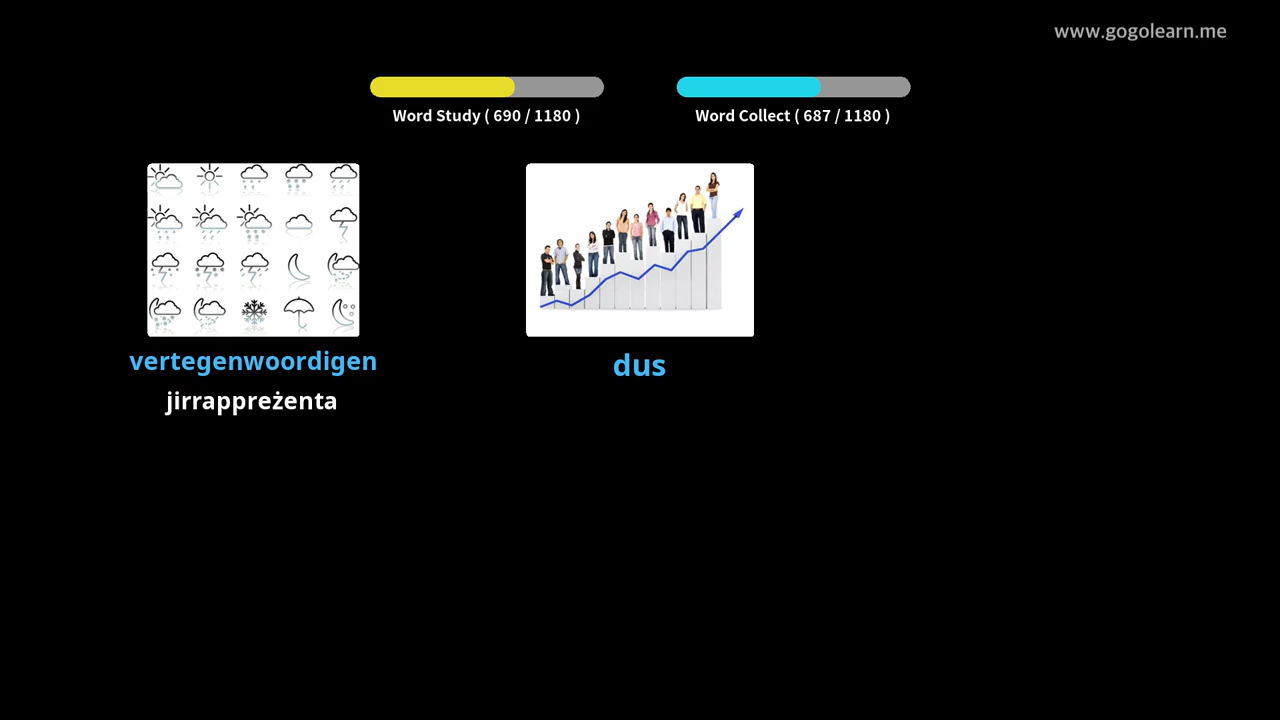 www.gogolearn.me
Word Study ( 690 / 1180 )
Word Collect ( 687 / 1180 )
vertegenwoordigen
jirrappreżenta
dus